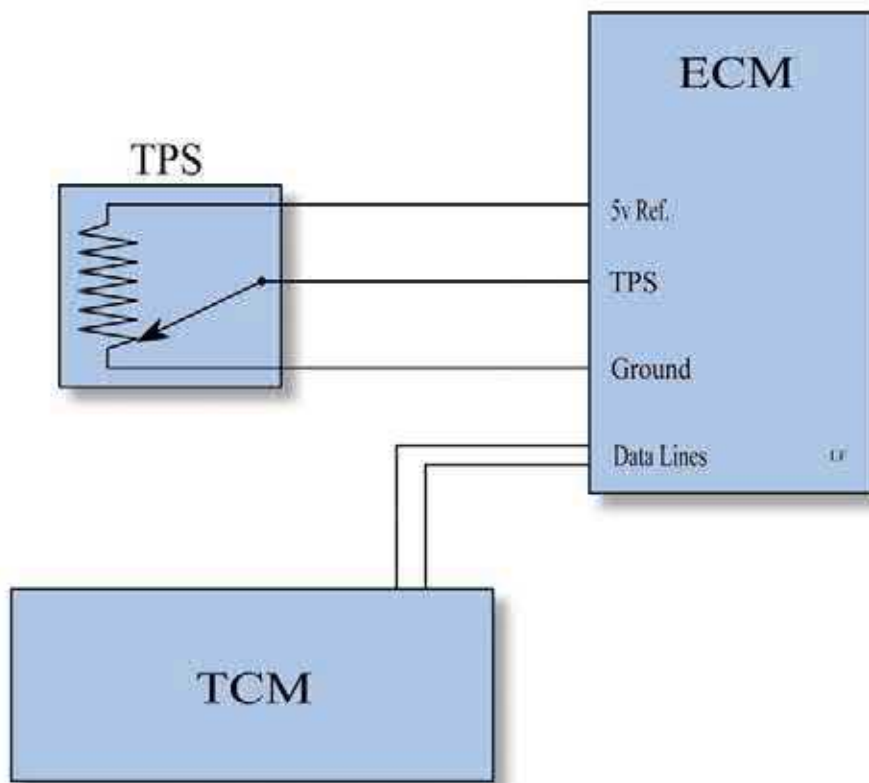 ECM
TPS
5v Ref.
TPS
Ground
Data Lines
TCM